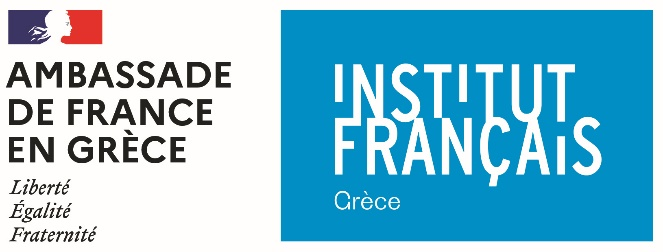 AMBASSADE
DE FRANCE
EN GRÈCE
Liberté
Égalité
Fraternité
INSTITUT
FRANÇAIS
Grèce